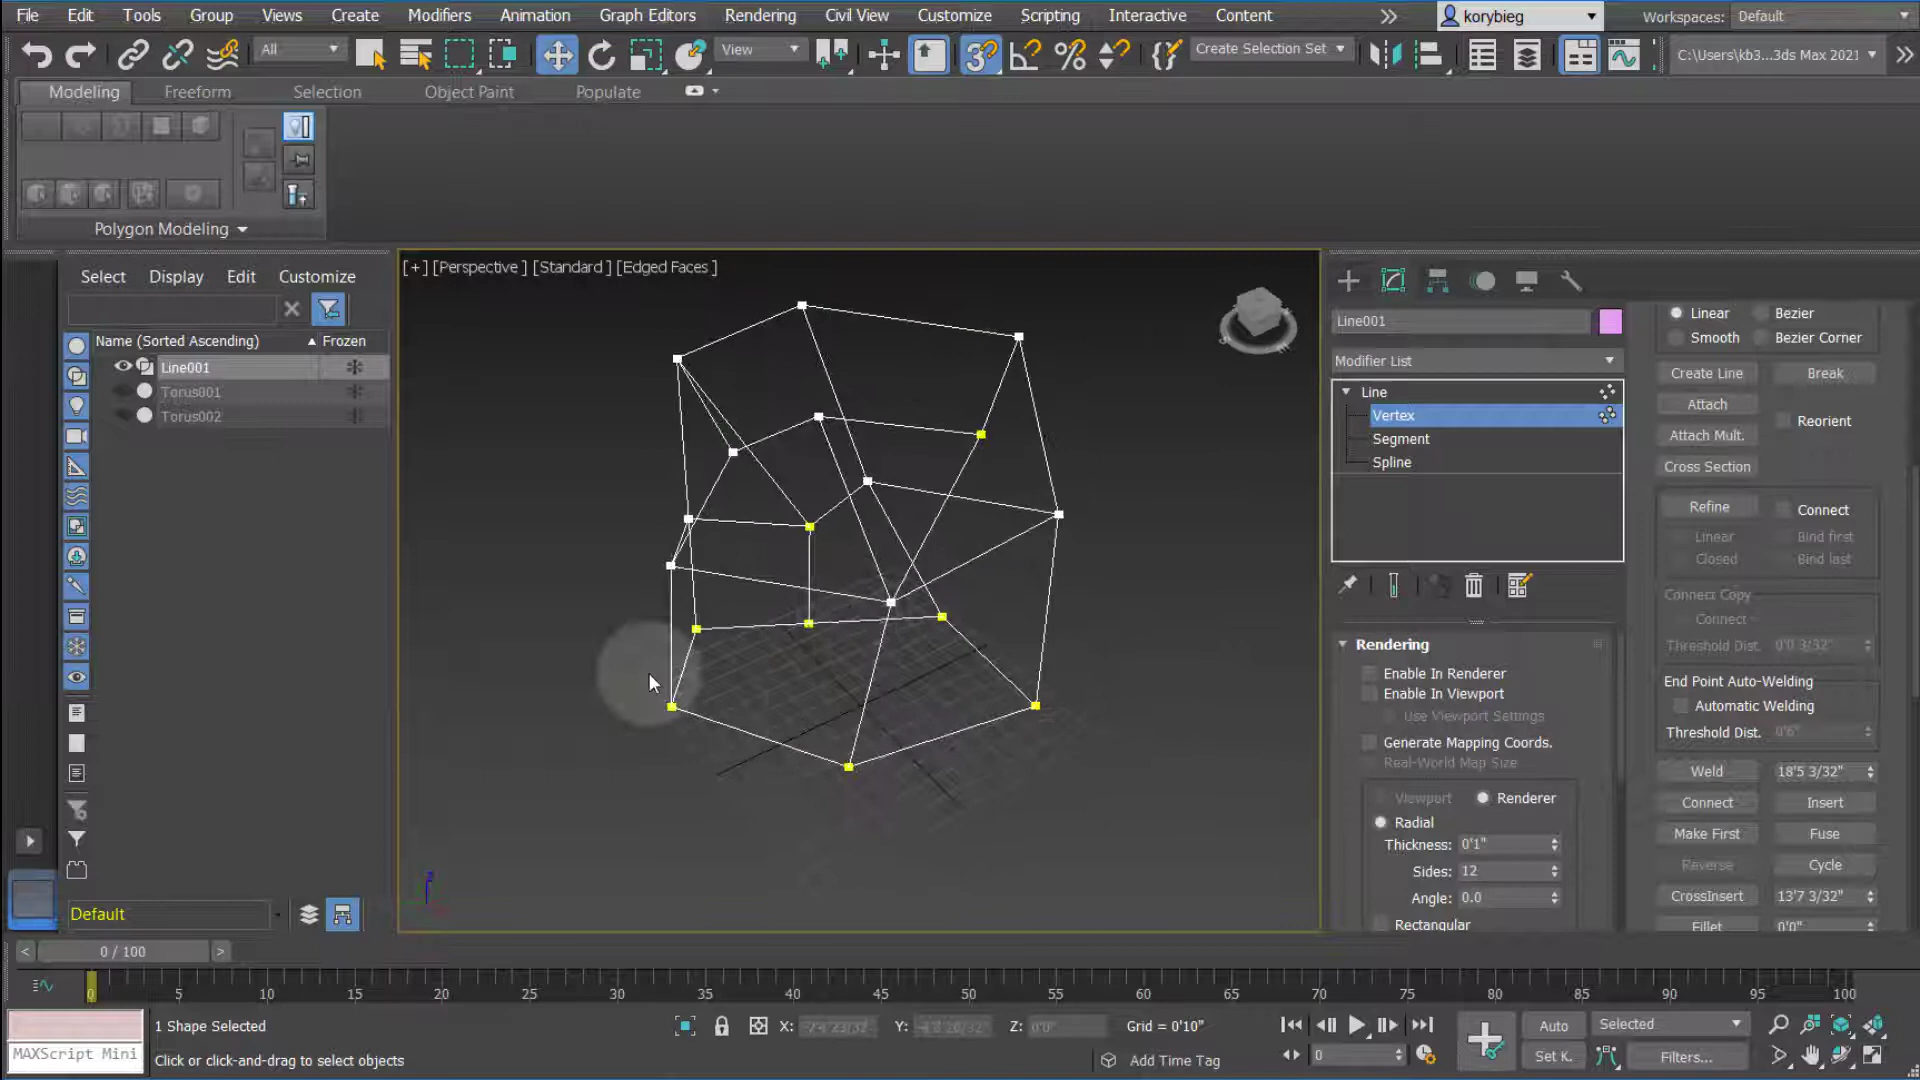 File Edit Tools Group Views Create Modifiers Animation Graph Editors Rendering Civil View Customize Scripting Interactive Content korybieg Workspaces: Default
All View Create Selection Set C:\Users\kb3...3ds Max 2021
Modeling Freeform Selection Object Paint Populate
Polygon Modeling
Select Display Edit Customize
Name (Sorted Ascending) Frozen
Line001
Torus001
Torus002
Default
[+] [Perspective ] [Standard ] [Edged Faces ]
Line001
Modifier List
Line
Vertex
Segment
Spline
Rendering
Enable In Renderer
Enable In Viewport
Use Viewport Settings
Generate Mapping Coords.
Real-World Map Size
Viewport Renderer
Radial
Thickness: 0'1"
Sides: 12
Angle: 0.0
Rectangular
Linear Bezier
Smooth Bezier Corner
Create Line Break
Attach
Reorient
Attach Mult.
Cross Section
Refine Connect
Linear Bind first
Closed Bind last
Connect Copy
Connect
Threshold Dist. 0'0 3/32"
End Point Auto-Welding
Automatic Welding
Threshold Dist. 0'6"
Weld 18'5 3/32"
Connect Insert
Make First Fuse
Reverse Cycle
CrossInsert 13'7 3/32"
Fillet 0'0"
< 0 / 100 >
0 5 10 15 20 25 30 35 40 45 50 55 60 65 70 75 80 85 90 95 100
1 Shape Selected X: Y: Z: 0'0" Grid = 0'10" Auto Selected
MAXScript Mini Click or click-and-drag to select objects Add Time Tag 0 Set K. Filters...